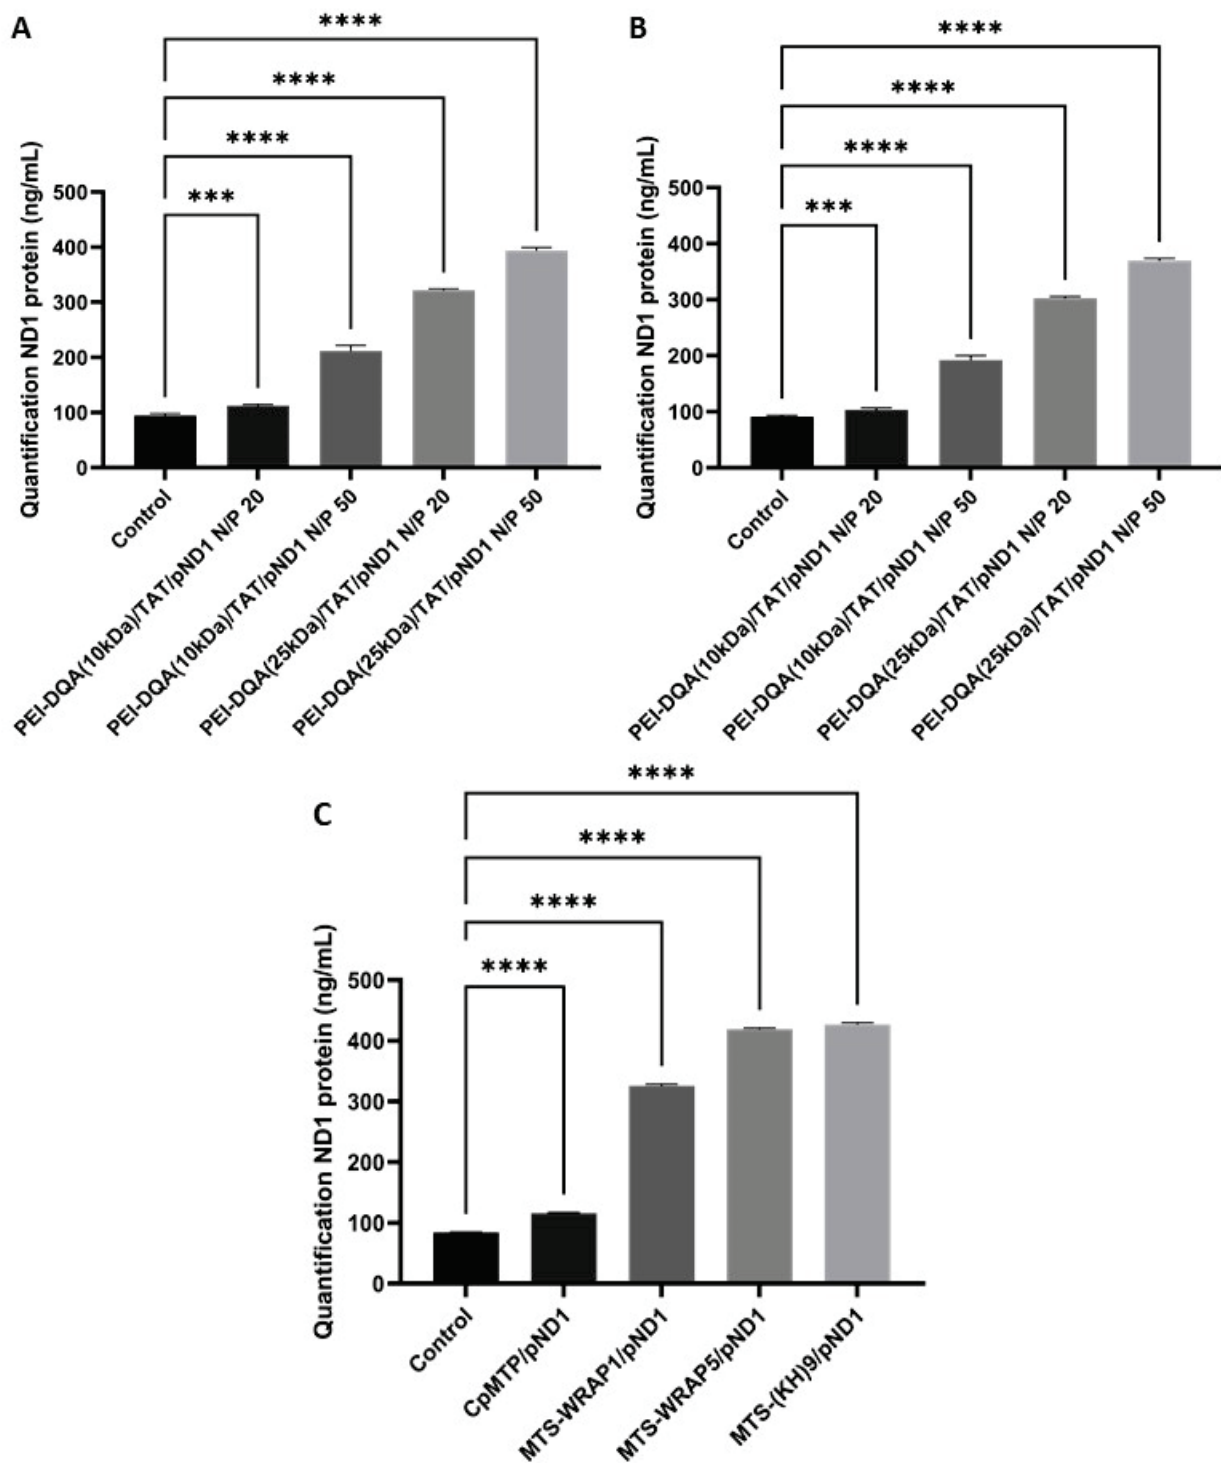 A
****
****
****
***
Quantification ND1 protein (ng/mL)
500
400
300
200
100
0
Control
PEI-DQA(10kDa)/TAT/pND1 N/P 20
PEI-DQA(10kDa)/TAT/pND1 N/P 50
PEI-DQA(25kDa)/TAT/pND1 N/P 20
PEI-DQA(25kDa)/TAT/pND1 N/P 50
B
****
****
****
***
Quantification ND1 protein (ng/mL)
500
400
300
200
100
0
Control
PEI-DQA(10kDa)/TAT/pND1 N/P 20
PEI-DQA(10kDa)/TAT/pND1 N/P 50
PEI-DQA(25kDa)/TAT/pND1 N/P 20
PEI-DQA(25kDa)/TAT/pND1 N/P 50
C
****
****
****
****
Quantification ND1 protein (ng/mL)
500
400
300
200
100
0
Control
CpMTP/pND1
MTS-WRAP1/pND1
MTS-WRAP5/pND1
MTS-(KH)9/pND1